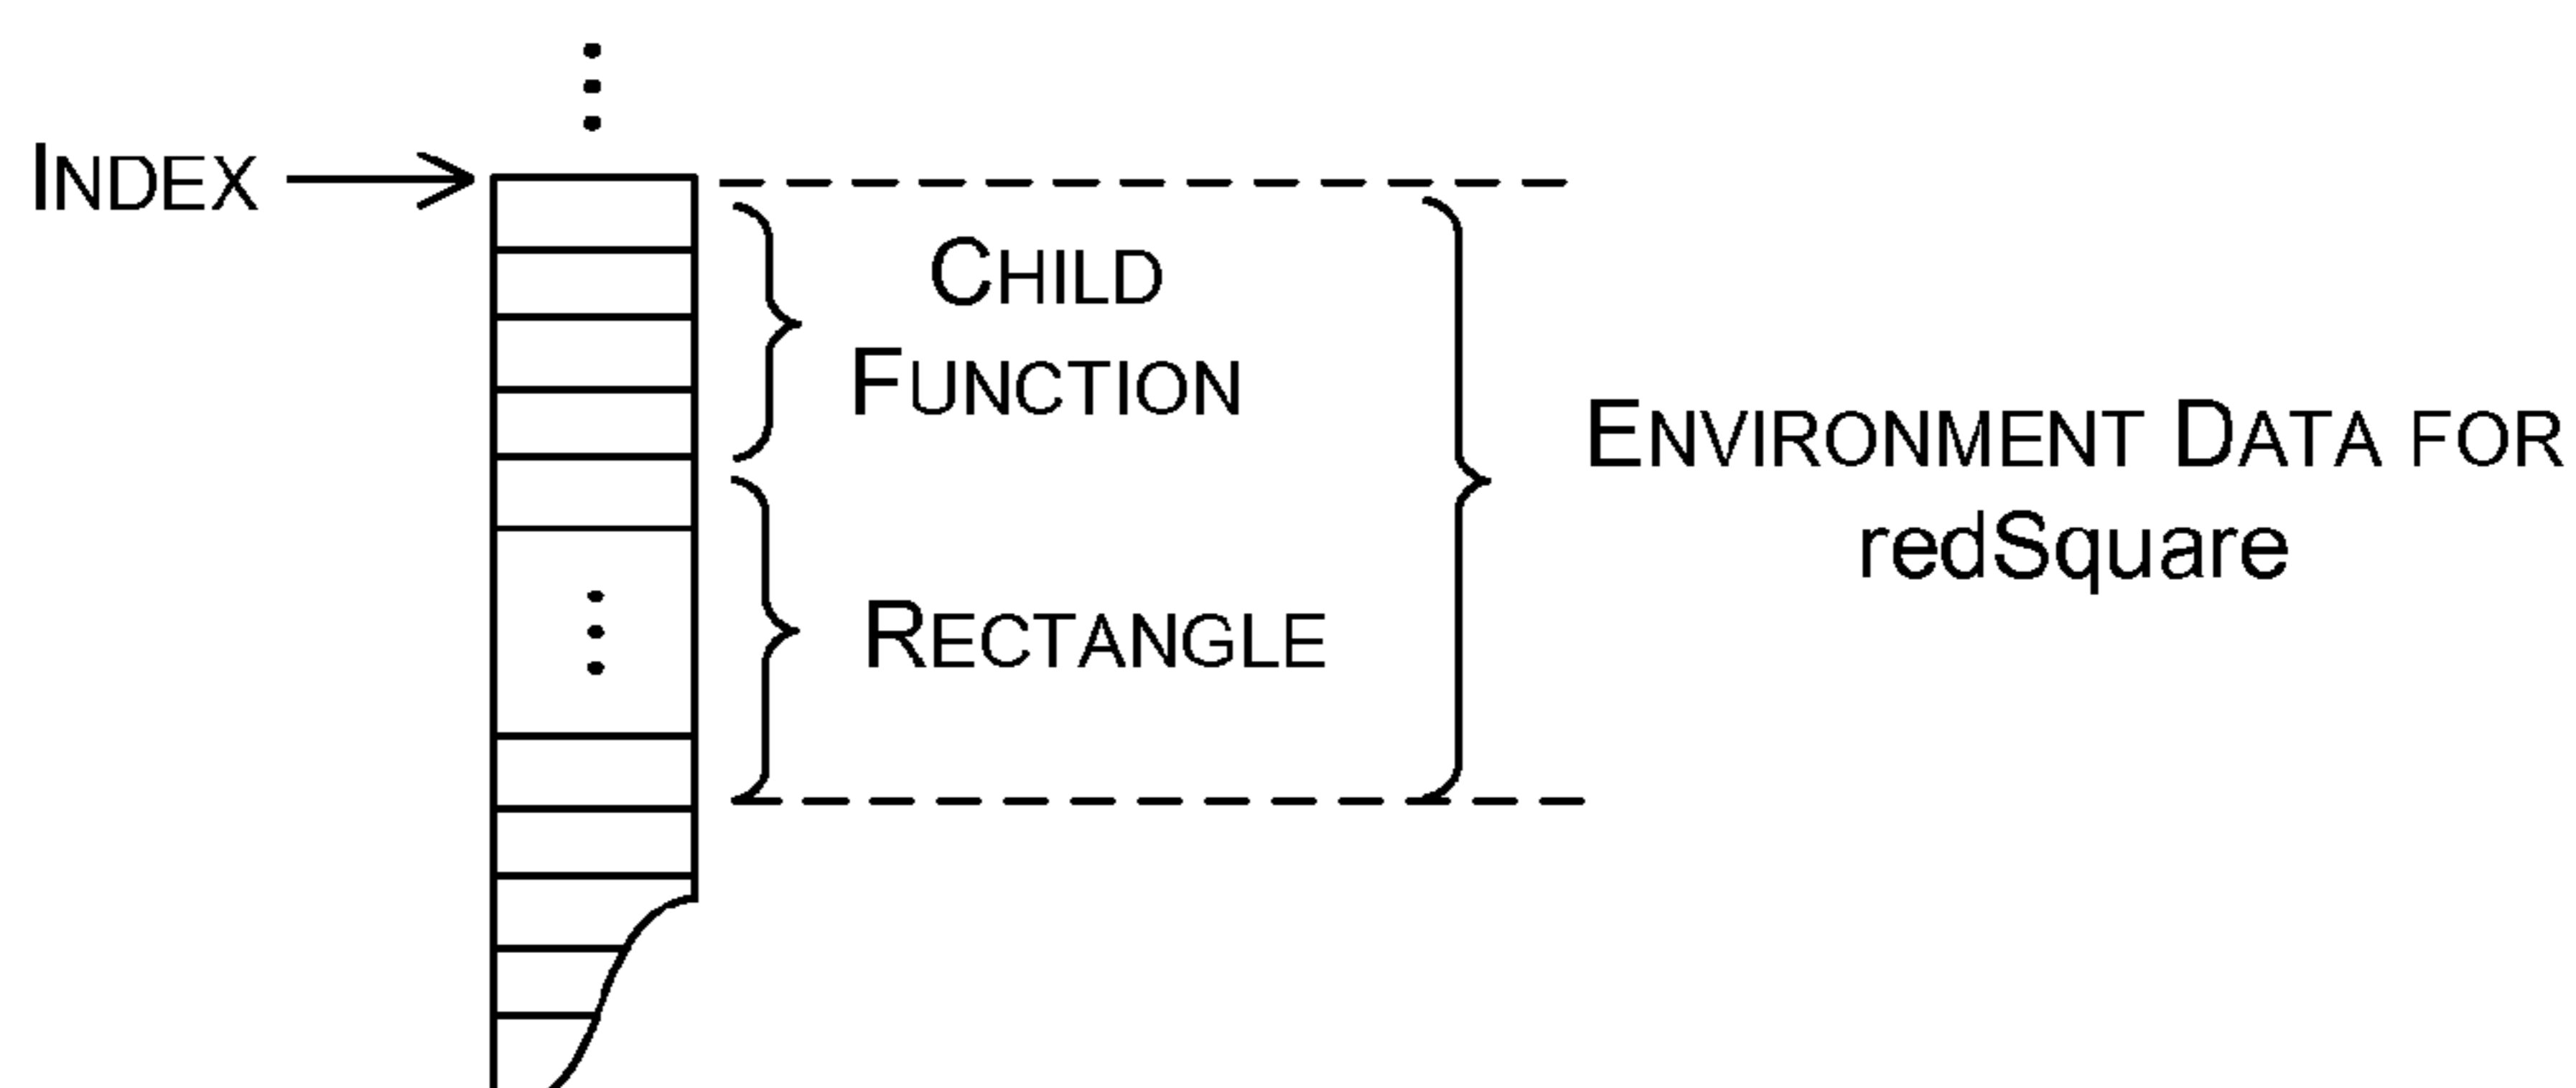 INDEX
CHILD
FUNCTION
ENVIRONMENT DATA FOR
redSquare
RECTANGLE